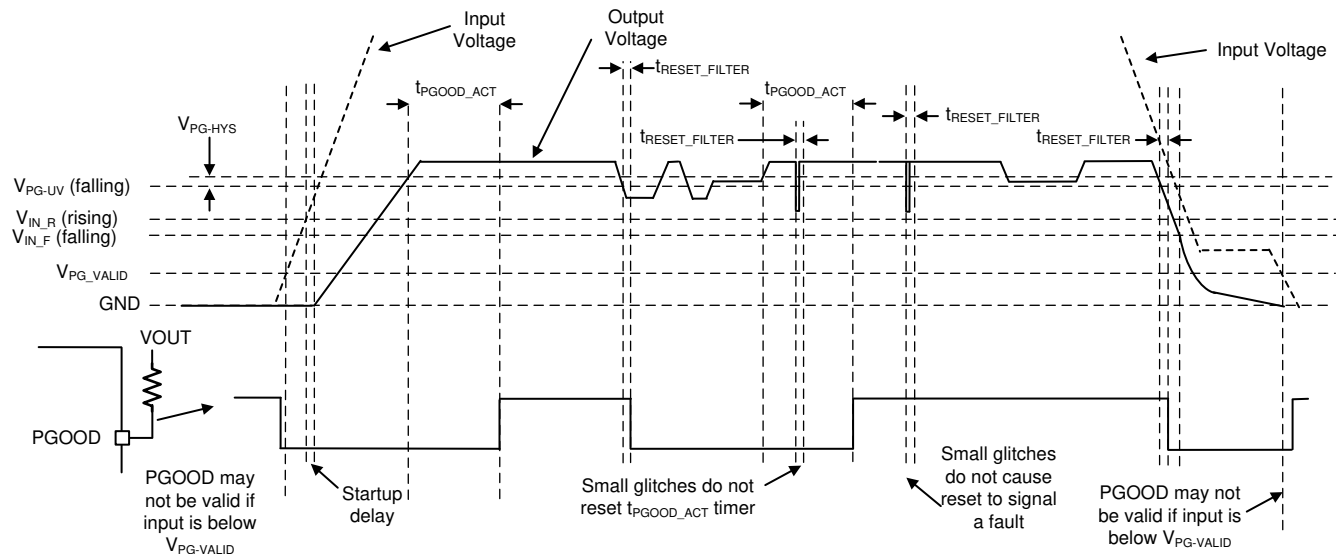 Input
Voltage
Output
Voltage
Input Voltage
tRESET_FILTER
tPGOOD_ACT
tPGOOD_ACT
VPG-HYS
tRESET_FILTER
tRESET_FILTER
tRESET_FILTER
VPG-UV (falling)
VIN_R (rising)
VIN_F (falling)
VPG_VALID
GND
VOUT
PGOOD
PGOOD may
not be valid if
input is below
VPG-VALID
Startup
delay
Small glitches do not
reset tPGOOD_ACT timer
Small glitches
do not cause
reset to signal
a fault
PGOOD may not
be valid if input is
below VPG-VALID